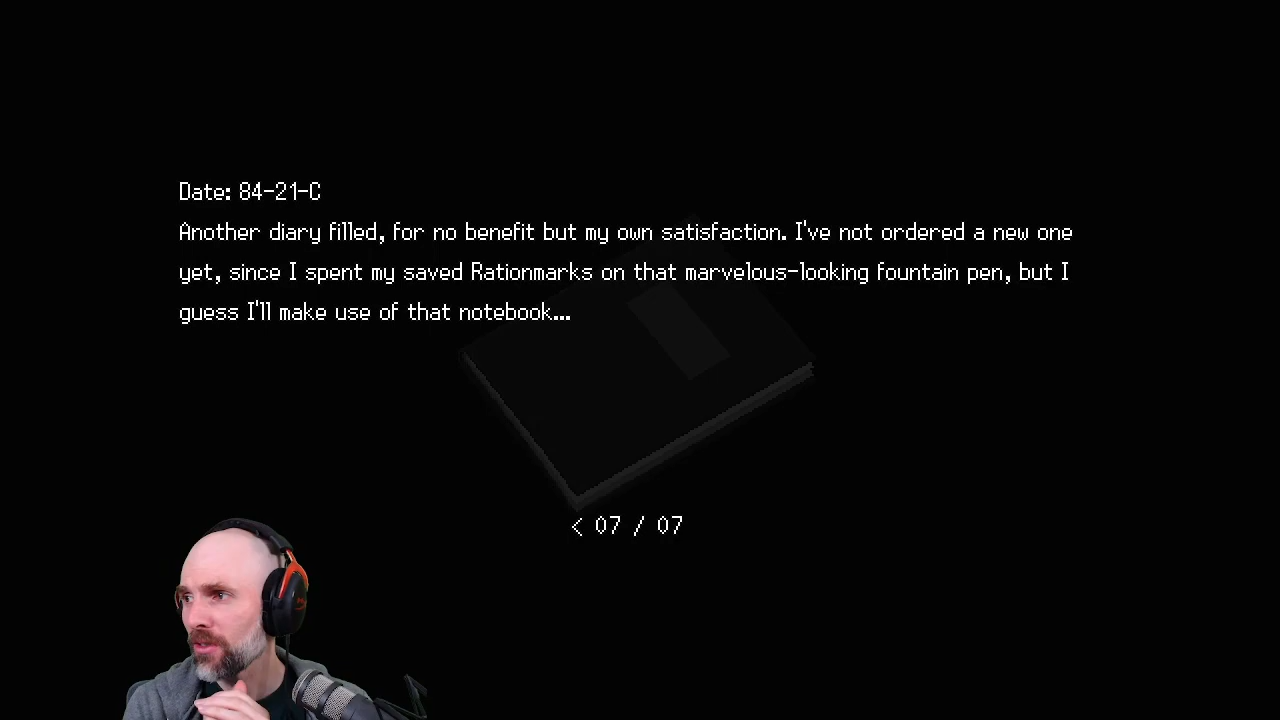 Date: 84-21-C
Another diary filled, for no benefit but my own satisfaction. I've not ordered a new one
yet, since I spent my saved Rationmarks on that marvelous-looking fountain pen, but I
guess I'll make use of that notebook...
< 07 / 07